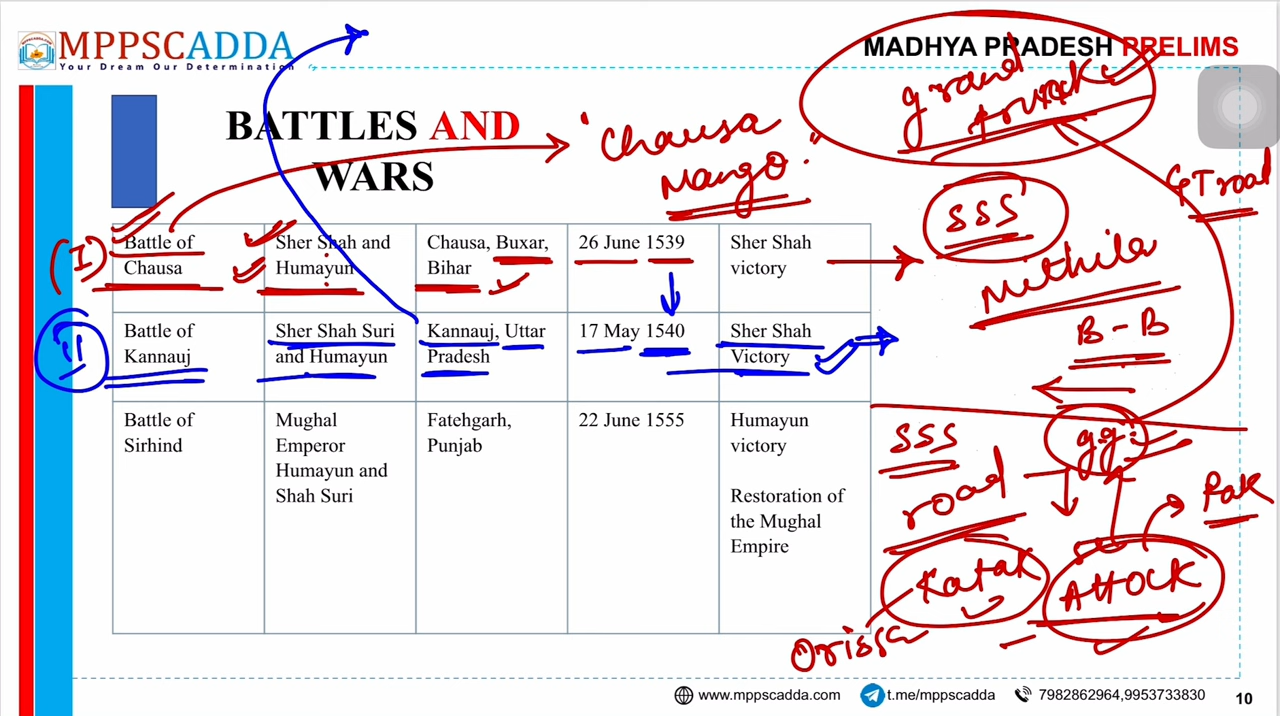 MPPSCADDA
Your Dream Our Determination
MADHYA PRADESH PRELIMS
BATTLES AND
WARS
grand
GT road
"Chausa
Mango."
SSS
Mithila
B - B
(I)
Battle of
Chausa
Sher Shah and
Humayun
Chausa, Buxar,
Bihar
26 June 1539
Sher Shah
victory
II
Battle of
Kannauj
Sher Shah Suri
and Humayun
Kannauj, Uttar
Pradesh
17 May 1540
Sher Shah
Victory
Battle of
Sirhind
Mughal
Emperor
Humayun and
Shah Suri
Fatehgarh,
Punjab
22 June 1555
Humayun
victory
Restoration of
the Mughal
Empire
SSS
road
Pak
Katak
Attock
Orissa
www.mppscadda.com
t.me/mppscadda
7982862964,9953733830
10